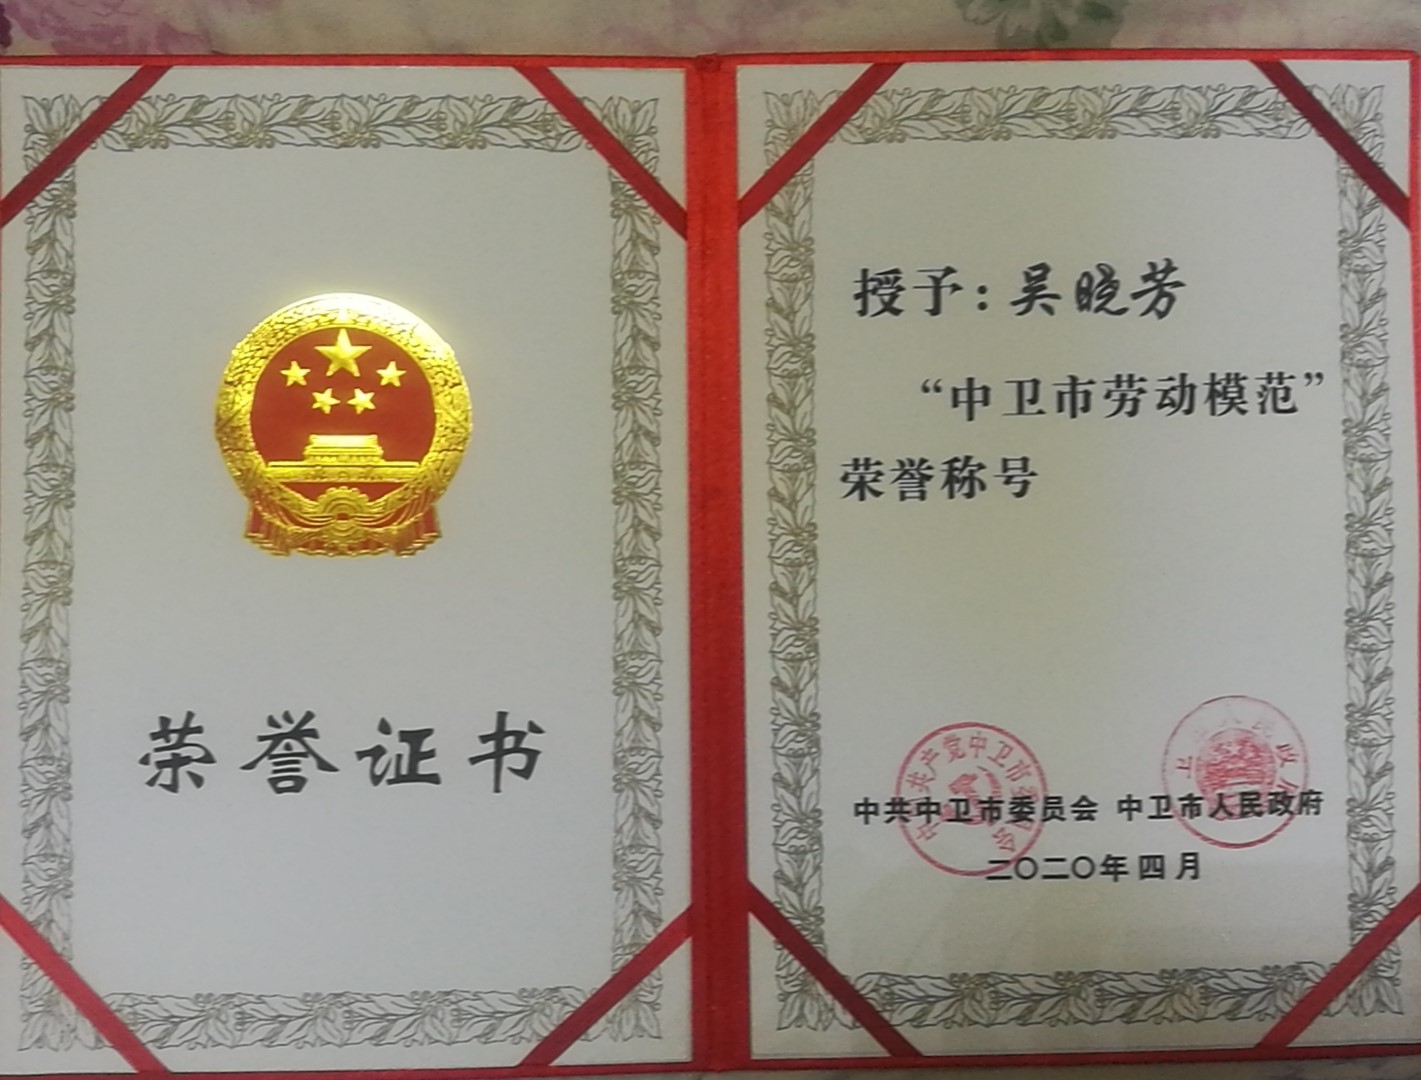 荣誉证书
授予：吴晓芳
“中卫市劳动模范”
荣誉称号
中共中卫市委员会 中卫市人民政府
二〇二〇年四月